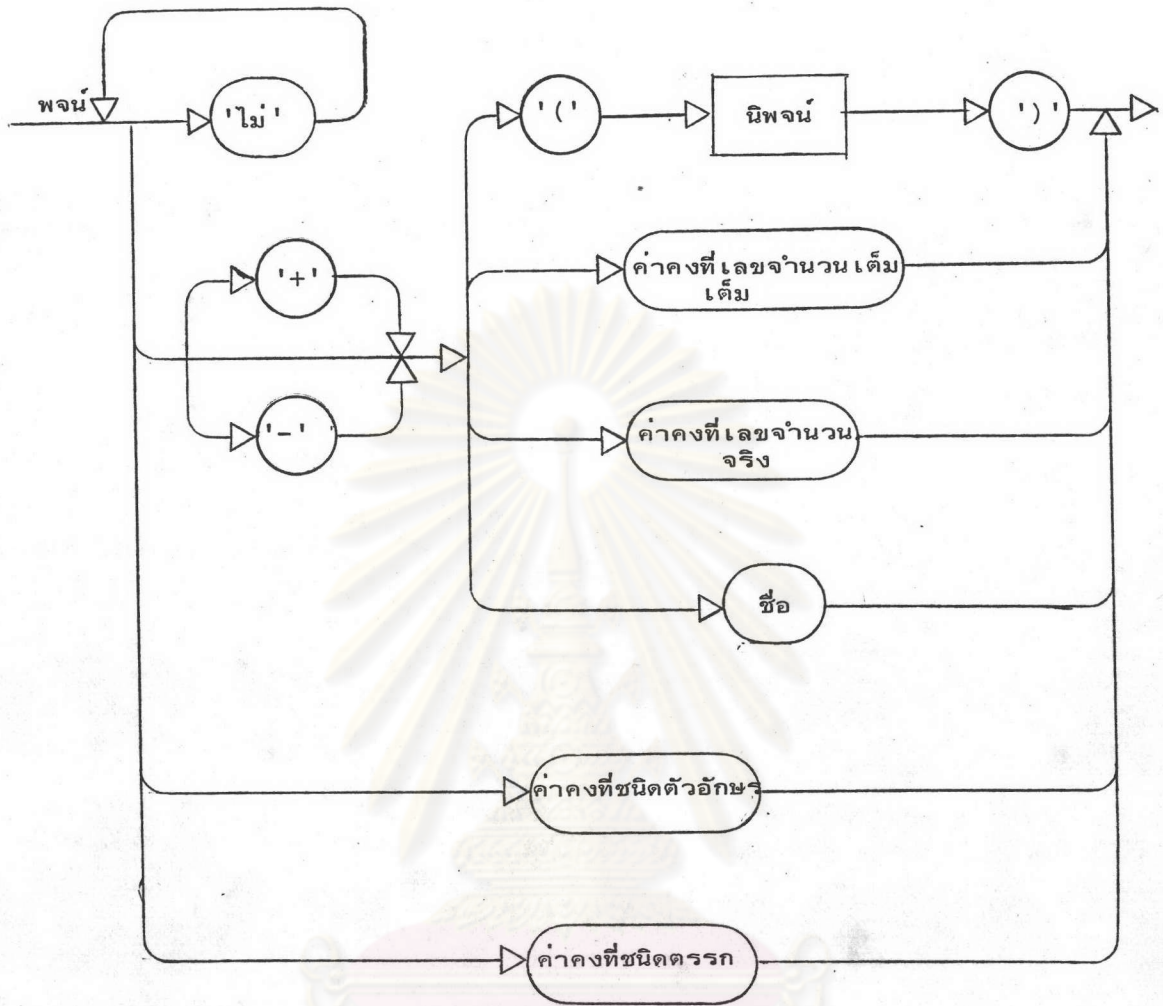 พจน์
'ไม่'
'('
นิพจน์
')'
'+'
ค่าคงที่เลขจำนวนเต็ม
เต็ม
'-'
ค่าคงที่เลขจำนวน
จริง
ชื่อ
ค่าคงที่ชนิดตัวอักษร
ค่าคงที่ชนิดตรรก